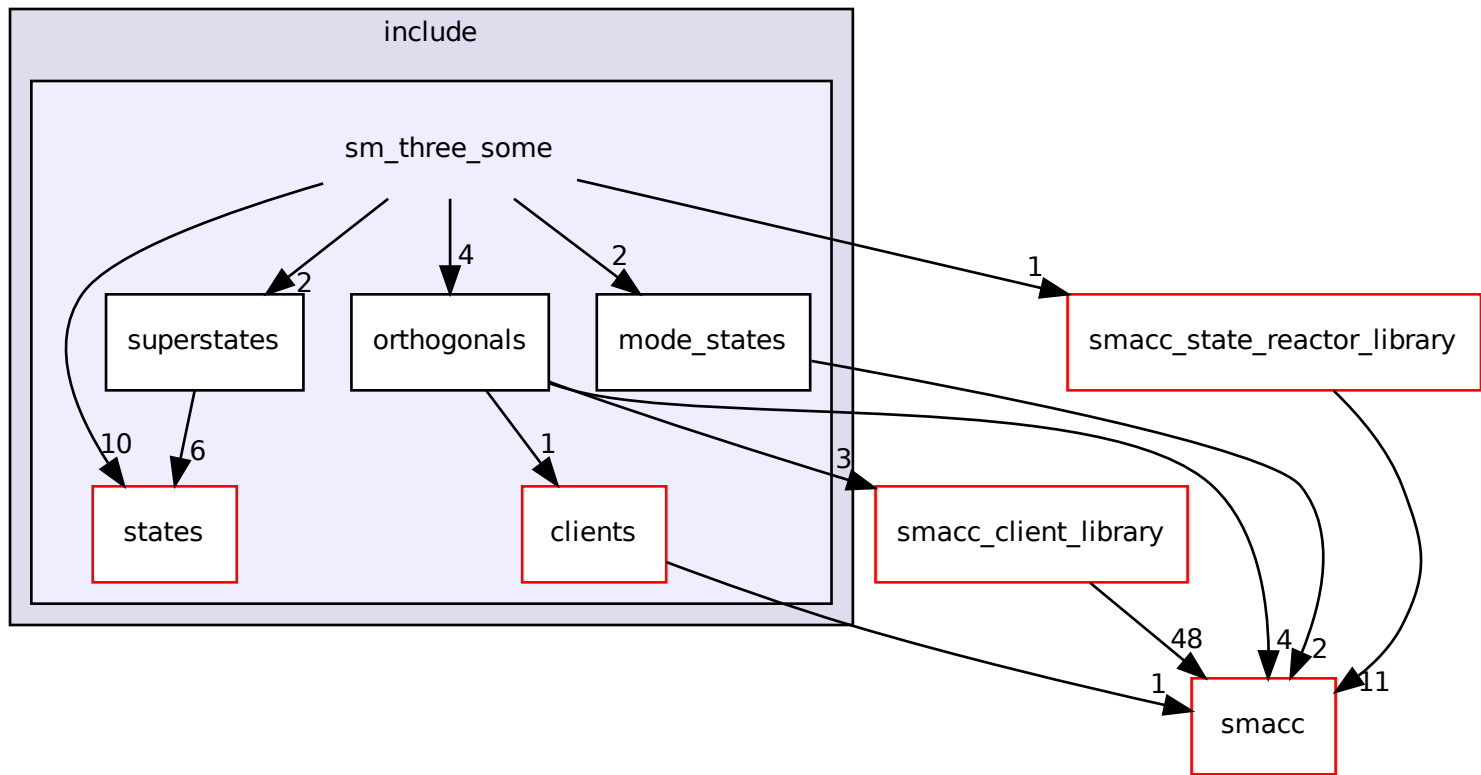 include
sm_three_some
2
4
2
1
superstates
orthogonals
mode_states
smacc_state_reactor_library
10
6
1
3
states
clients
smacc_client_library
48
4
2
11
1
smacc